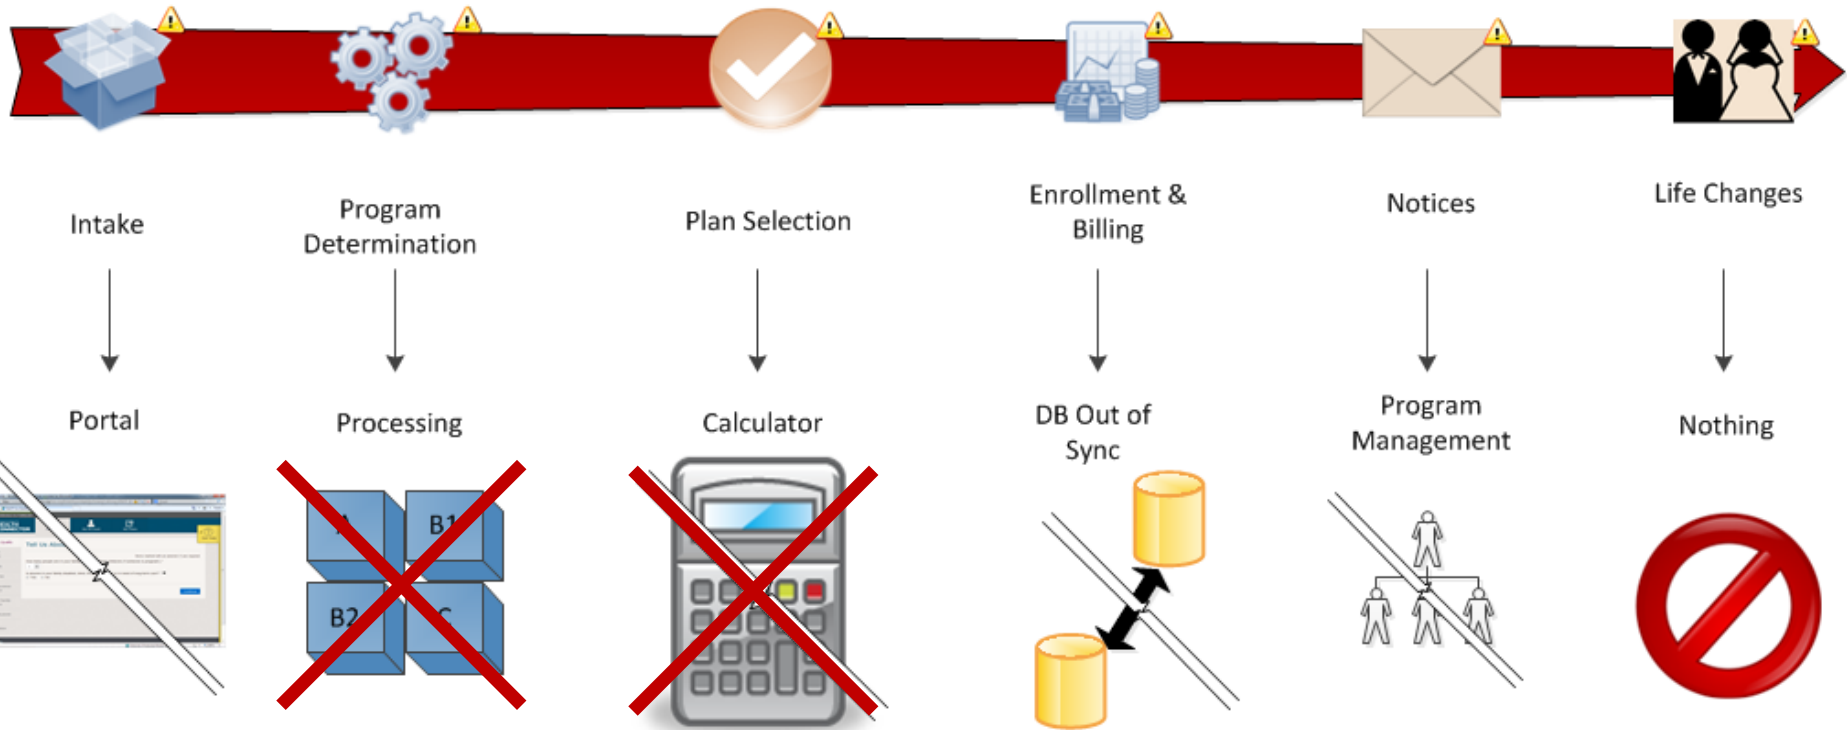 Intake
Program
Determination
Plan Selection
Enrollment &
Billing
Notices
Life Changes
Portal
Processing
Calculator
DB Out of
Sync
Program
Management
Nothing
A
B1
B2
C